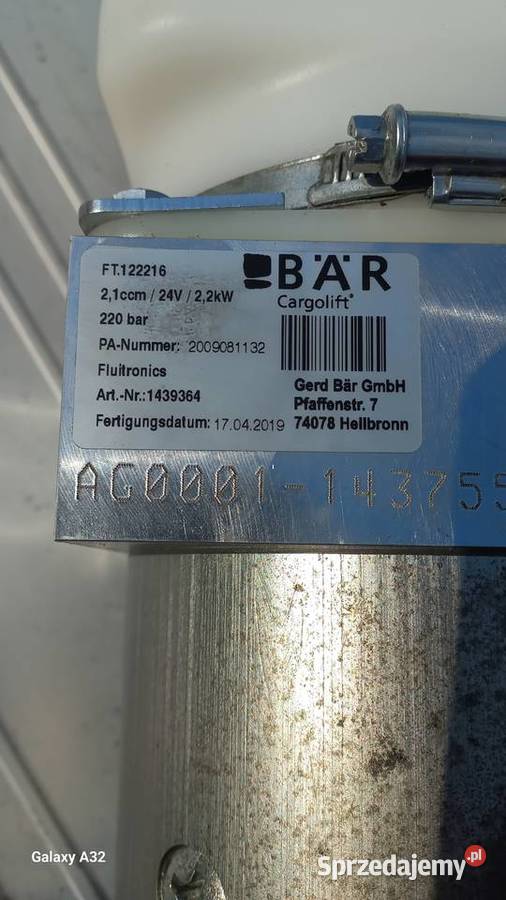 FT.122216
BÄR
Cargolift®
2,1ccm / 24V / 2,2kW
220 bar
PA-Nummer: 2009081132
Fluitronics
Art.-Nr.:1439364
Fertigungsdatum: 17.04.2019
Gerd Bär GmbH
Pfaffenstr. 7
74078 Heilbronn
AG0001-143755
Galaxy A32
Sprzedajemy.pl